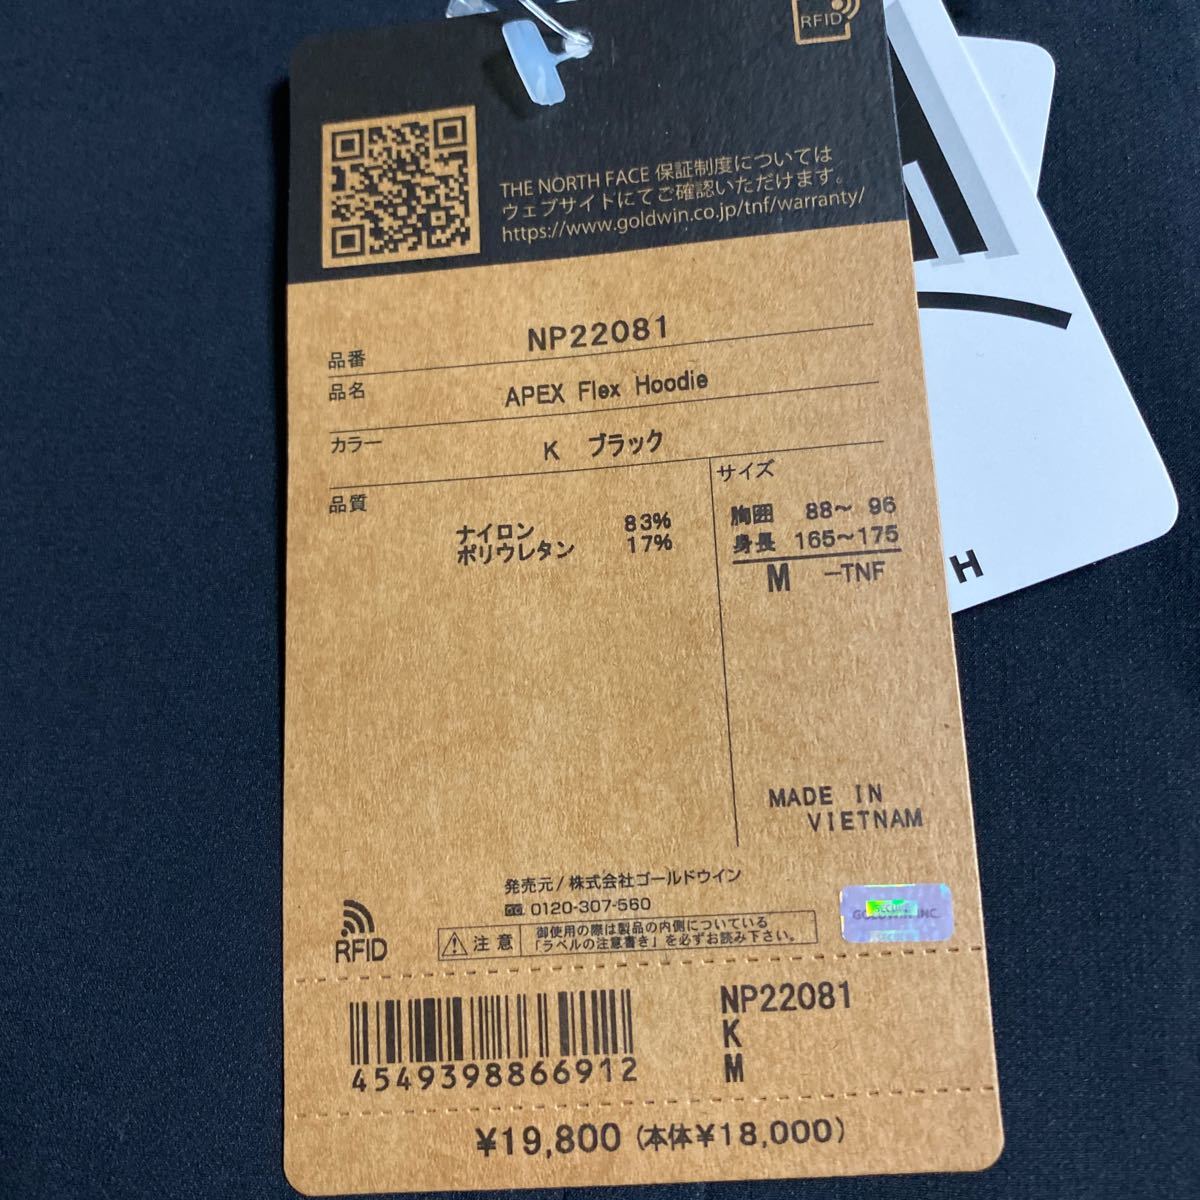 RFID
THE NORTH FACE 保証制度については
ウェブサイトにてご確認いただけます。
https://www.goldwin.co.jp/tnf/warranty/
品番 NP22081
品名 APEX Flex Hoodie
カラー K ブラック
品質
ナイロン 83%
ポリウレタン 17%
サイズ
胸囲 88～ 96
身長 165～175
M -TNF
H
MADE IN
VIETNAM
発売元/株式会社ゴールドウイン
0120-307-560
RFID
注意
御使用の際は製品の内側についている
「ラベルの注意書き」を必ずお読み下さい。
SECURE
GOLDWIN INC.
4549398866912
NP22081
K
M
¥19,800 (本体¥18,000)